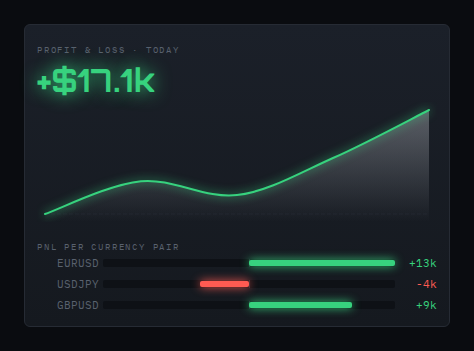 PROFIT & LOSS · TODAY
+$17.1k
PNL PER CURRENCY PAIR
EURUSD +13k
USDJPY -4k
GBPUSD +9k